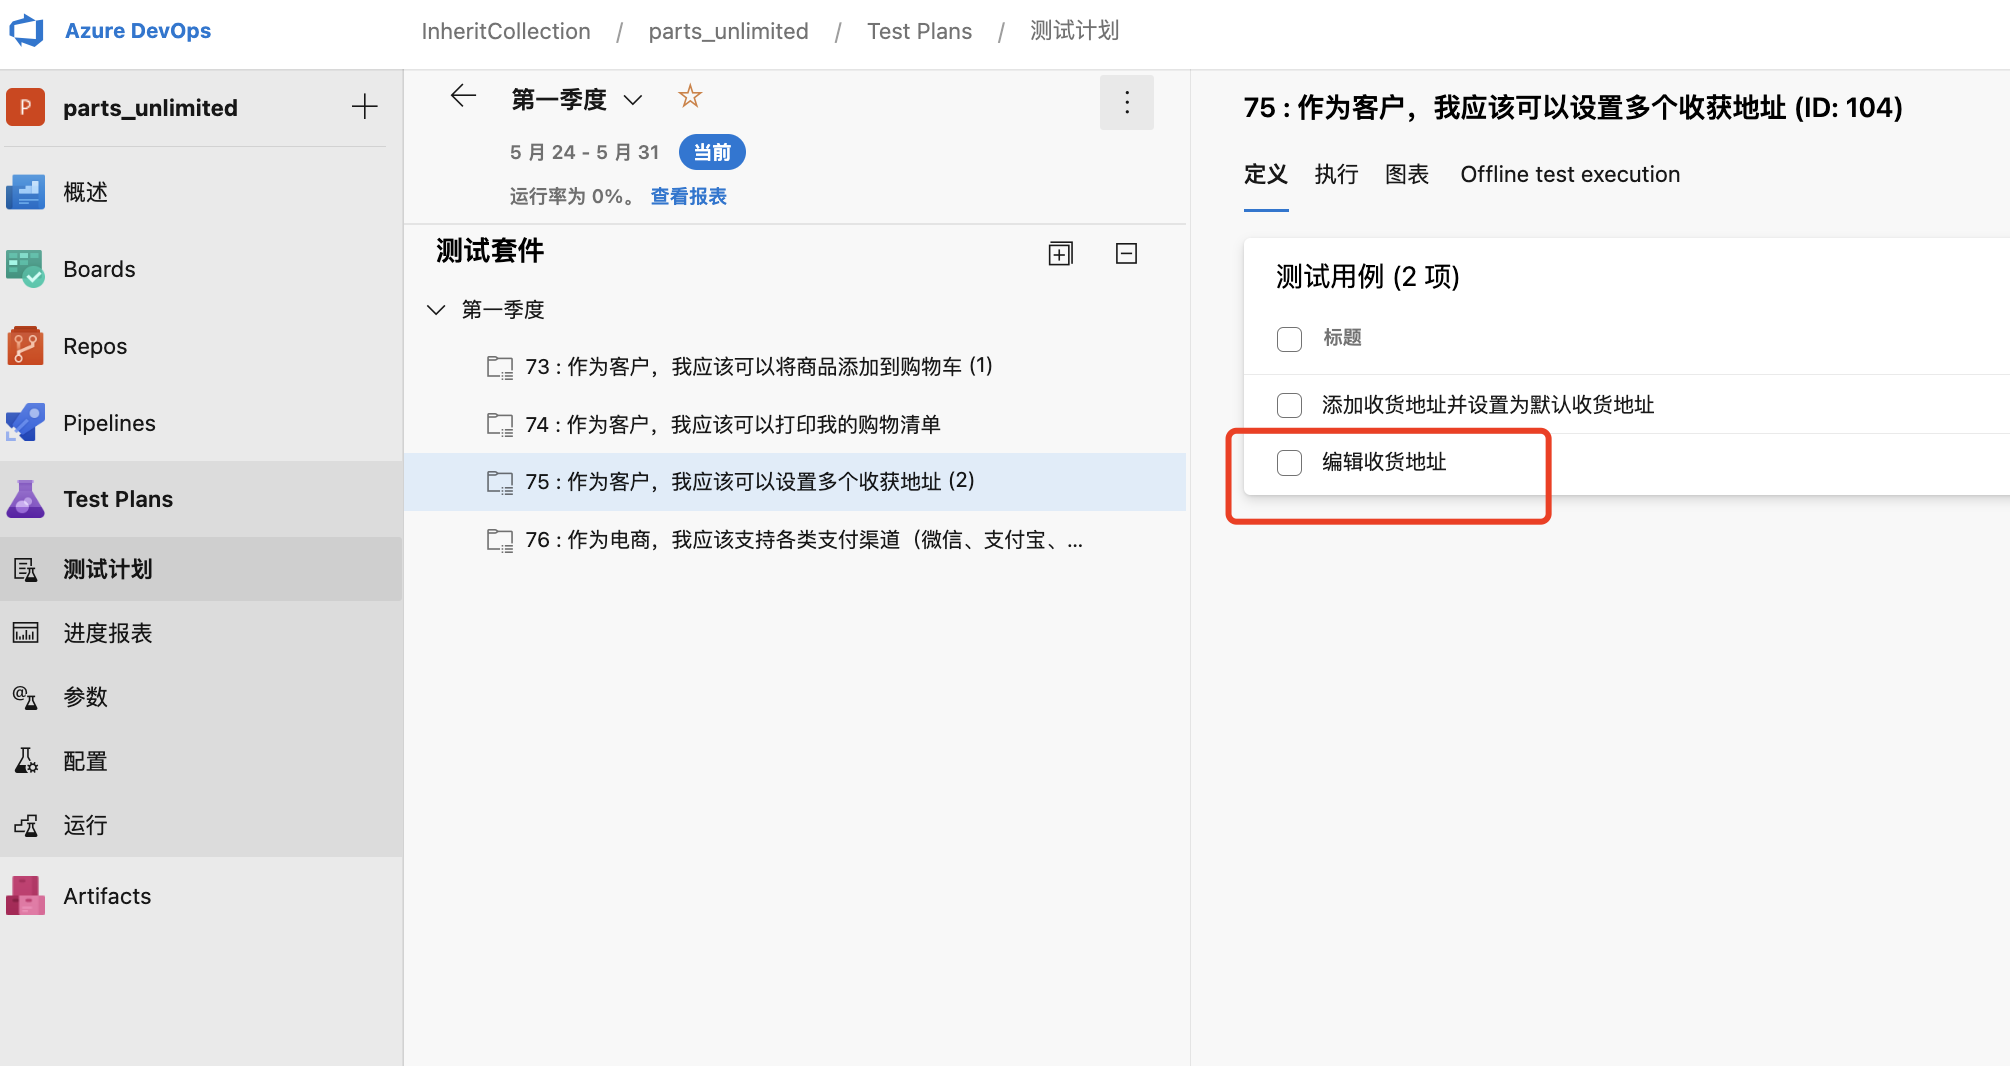 Azure DevOps
InheritCollection / parts_unlimited / Test Plans / 测试计划
P parts_unlimited
概述
Boards
Repos
Pipelines
Test Plans
测试计划
进度报表
参数
配置
运行
Artifacts
第一季度
5 月 24 - 5 月 31 当前
运行率为 0%。 查看报表
测试套件
第一季度
73 : 作为客户，我应该可以将商品添加到购物车 (1)
74 : 作为客户，我应该可以打印我的购物清单
75 : 作为客户，我应该可以设置多个收获地址 (2)
76 : 作为电商，我应该支持各类支付渠道（微信、支付宝、...
75 : 作为客户，我应该可以设置多个收获地址 (ID: 104)
定义 执行 图表 Offline test execution
测试用例 (2 项)
标题
添加收货地址并设置为默认收货地址
编辑收货地址